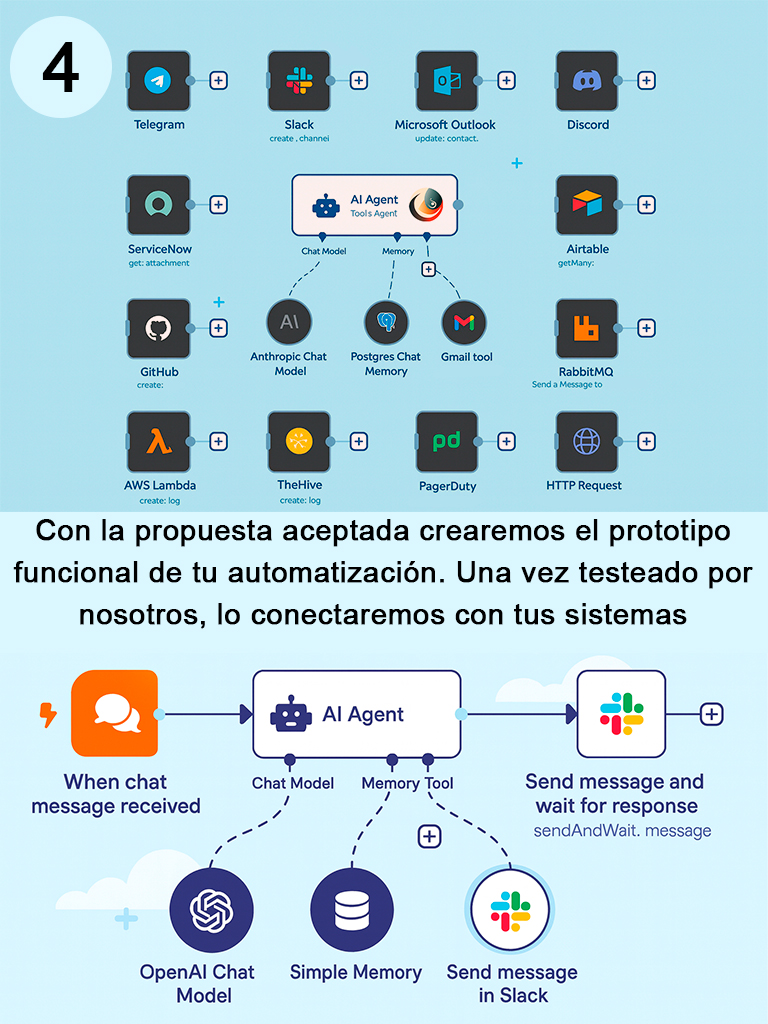 4
Telegram
Slack
create , channel
Microsoft Outlook
update: contact.
Discord
ServiceNow
get: attachment
AI Agent
Tools Agent
Chat Model
Memory
Airtable
getMany:
GitHub
create:
AI
Anthropic Chat
Model
Postgres Chat
Memory
Gmail tool
RabbitMQ
Send a Message to
AWS Lambda
create: log
TheHive
create: log
pd
PagerDuty
HTTP Request
Con la propuesta aceptada crearemos el prototipo
funcional de tu automatización. Una vez testeado por
nosotros, lo conectaremos con tus sistemas
When chat
message received
AI Agent
Chat Model
Memory Tool
Send message and
wait for response
sendAndWait. message
OpenAI Chat
Model
Simple Memory
Send message
in Slack